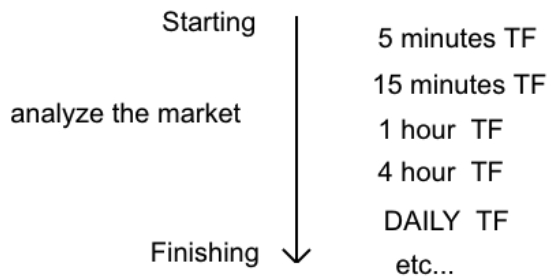 Starting
5 minutes TF
15 minutes TF
analyze the market
1 hour TF
4 hour TF
DAILY TF
Finishing
etc...